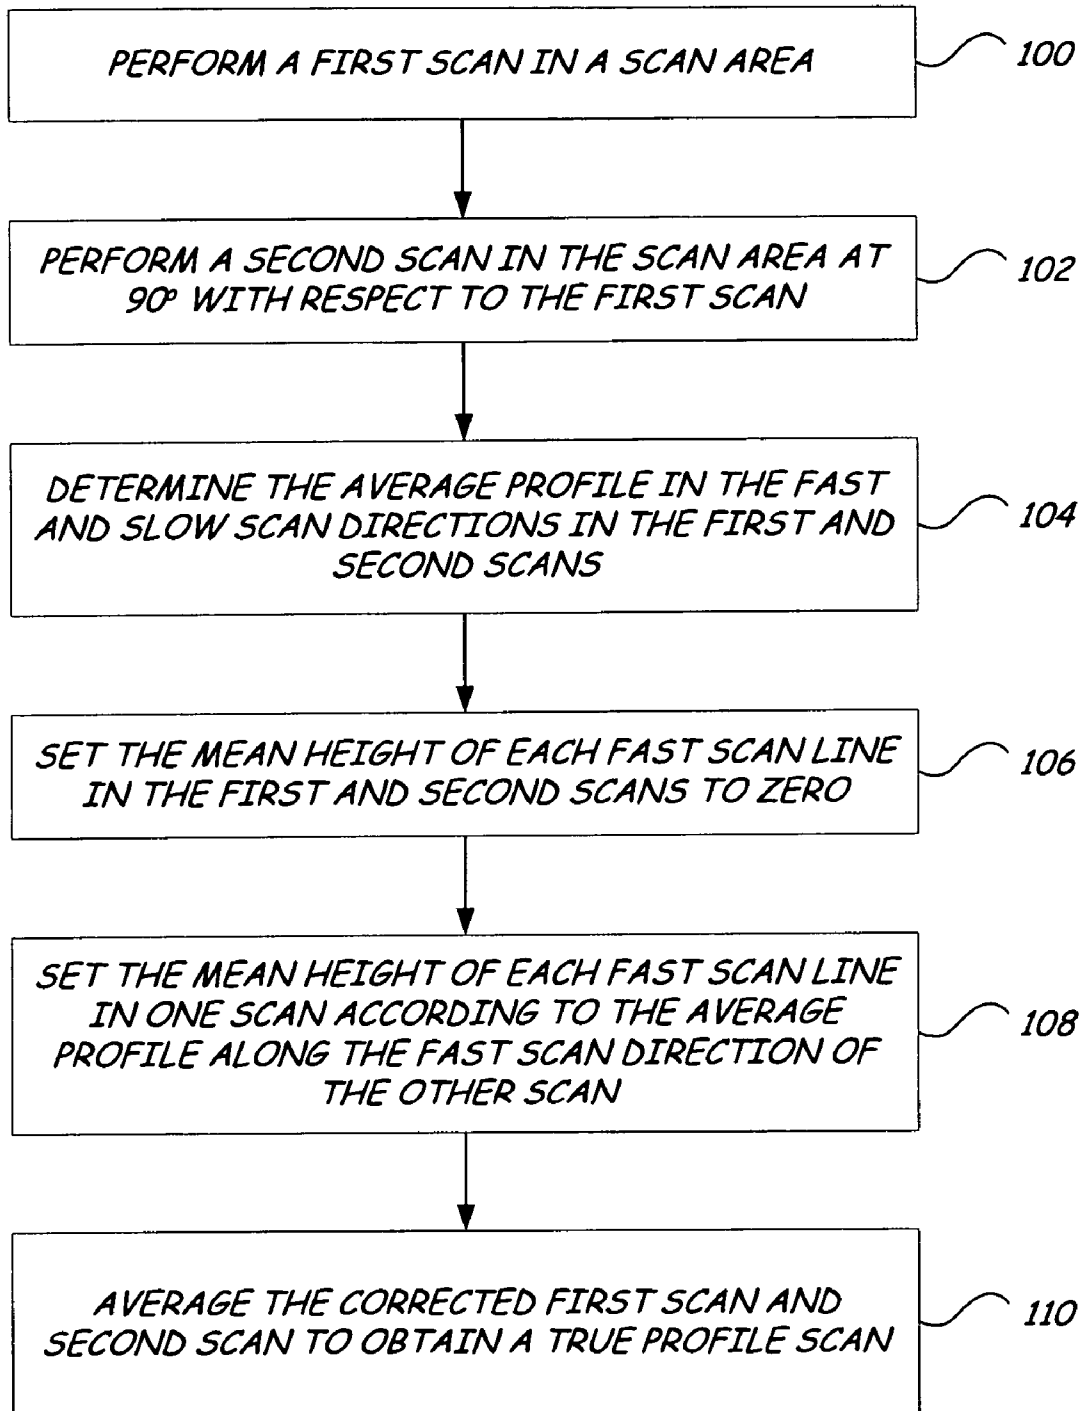 PERFORM A FIRST SCAN IN A SCAN AREA
100
PERFORM A SECOND SCAN IN THE SCAN AREA AT
90° WITH RESPECT TO THE FIRST SCAN
102
DETERMINE THE AVERAGE PROFILE IN THE FAST
AND SLOW SCAN DIRECTIONS IN THE FIRST AND
SECOND SCANS
104
SET THE MEAN HEIGHT OF EACH FAST SCAN LINE
IN THE FIRST AND SECOND SCANS TO ZERO
106
SET THE MEAN HEIGHT OF EACH FAST SCAN LINE
IN ONE SCAN ACCORDING TO THE AVERAGE
PROFILE ALONG THE FAST SCAN DIRECTION OF
THE OTHER SCAN
108
AVERAGE THE CORRECTED FIRST SCAN AND
SECOND SCAN TO OBTAIN A TRUE PROFILE SCAN
110